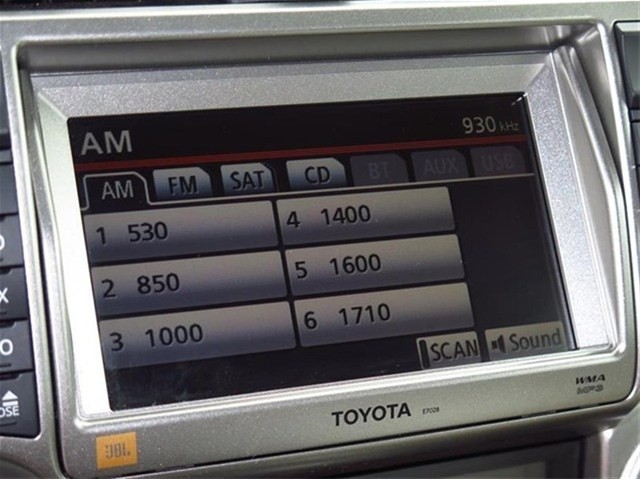 AM 930 kHz
AM FM SAT CD BT AUX USB
1 530 4 1400
2 850 5 1600
3 1000 6 1710
SCAN Sound
TOYOTA E7028
WMA
MP3
JBL
X
O